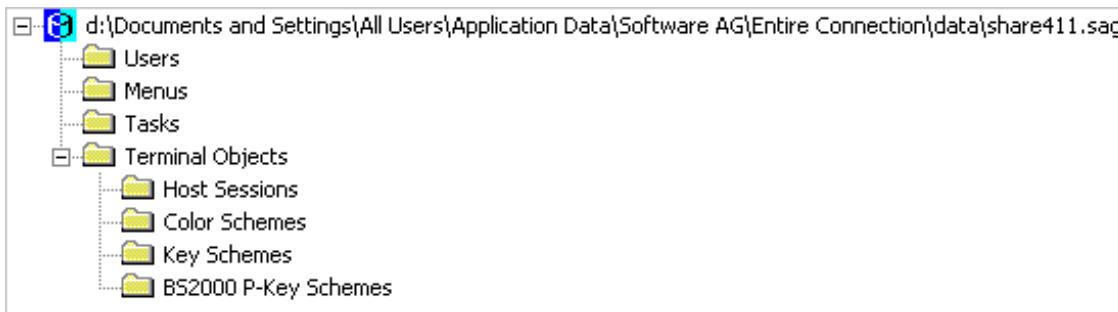 d:\Documents and Settings\All Users\Application Data\Software AG\Entire Connection\data\share411.sag
Users
Menus
Tasks
Terminal Objects
Host Sessions
Color Schemes
Key Schemes
BS2000 P-Key Schemes